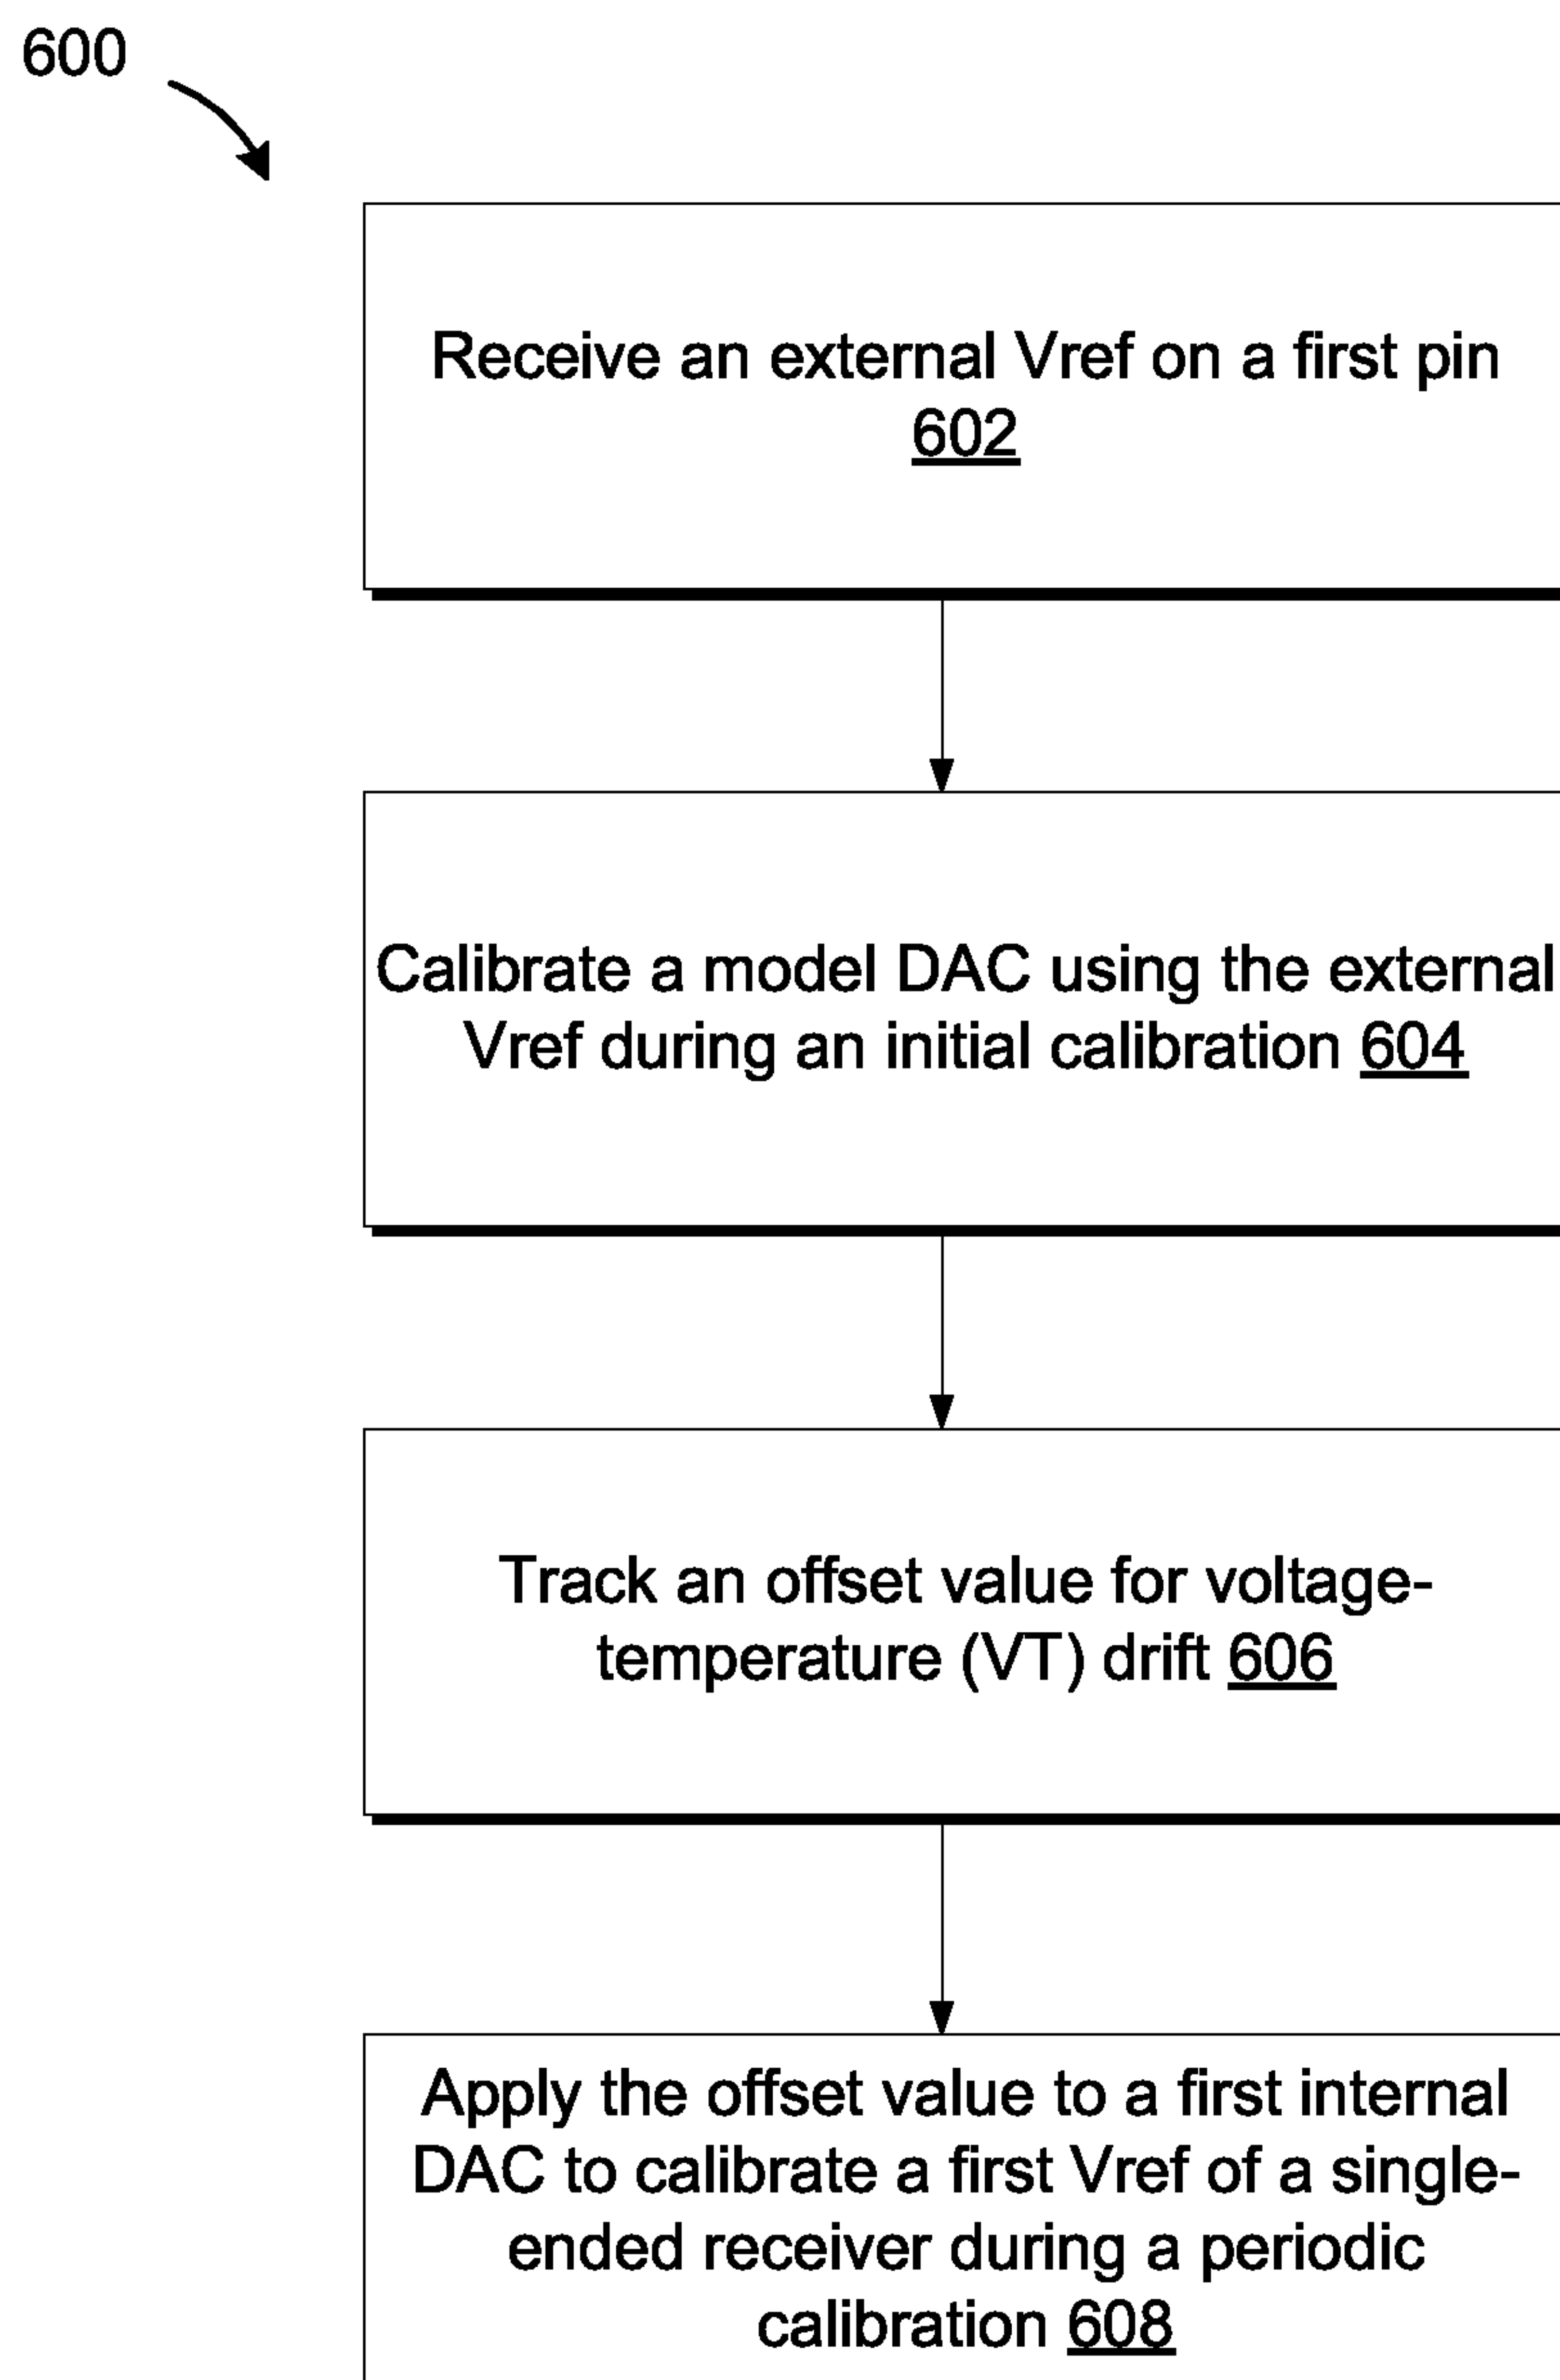 600
Receive an external Vref on a first pin
602
Calibrate a model DAC using the external
Vref during an initial calibration 604
Track an offset value for voltage-
temperature (VT) drift 606
Apply the offset value to a first internal
DAC to calibrate a first Vref of a single-
ended receiver during a periodic
calibration 608